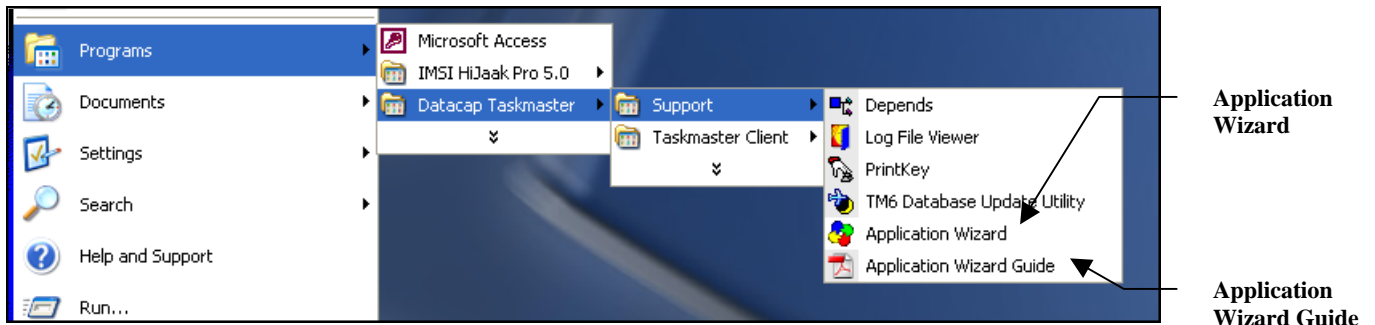 Programs
Documents
Settings
Search
Help and Support
Run...
Microsoft Access
IMSI HiJaak Pro 5.0
Datacap Taskmaster
Support
Taskmaster Client
Depends
Log File Viewer
PrintKey
TM6 Database Update Utility
Application Wizard
Application Wizard Guide
Application
Wizard
Application
Wizard Guide